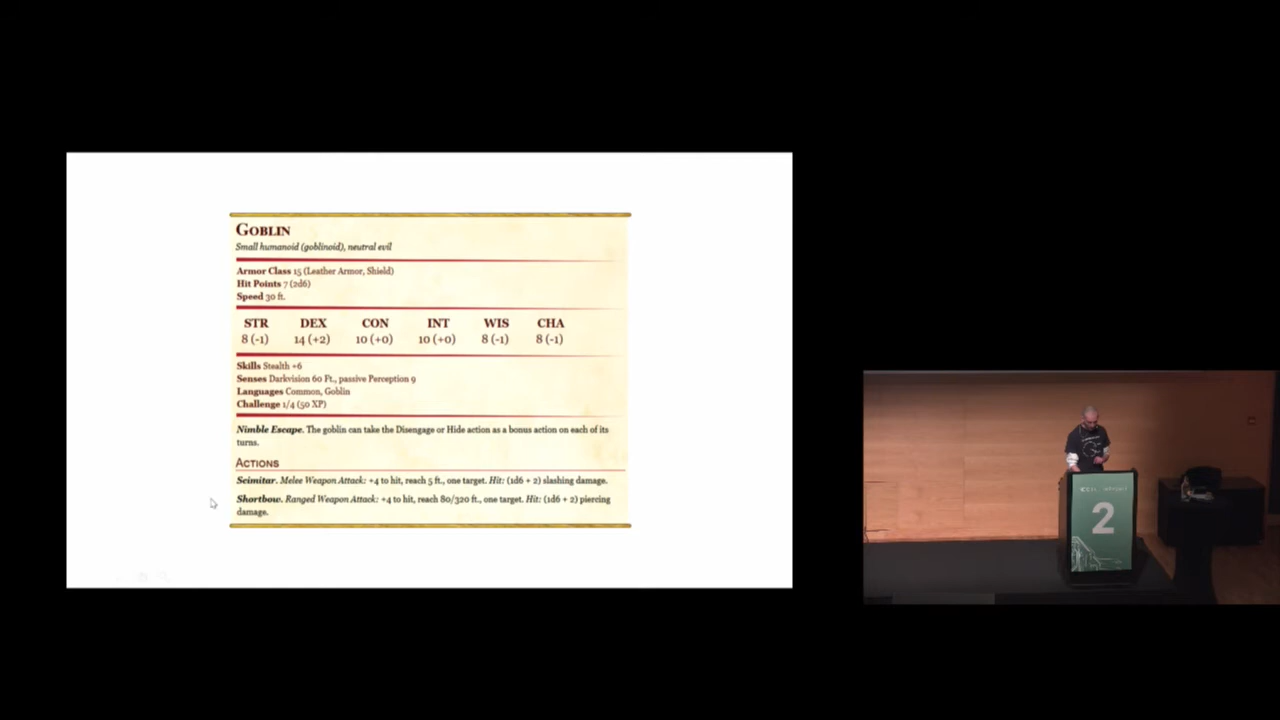 GOBLIN
Small humanoid (goblinoid), neutral evil
Armor Class 15 (Leather Armor, Shield)
Hit Points 7 (2d6)
Speed 30 ft.
STR DEX CON INT WIS CHA
8 (-1) 14 (+2) 10 (+0) 10 (+0) 8 (-1) 8 (-1)
Skills Stealth +6
Senses Darkvision 60 Ft., passive Perception 9
Languages Common, Goblin
Challenge 1/4 (50 XP)
Nimble Escape. The goblin can take the Disengage or Hide action as a bonus action on each of its
turns.
ACTIONS
Scimitar. Melee Weapon Attack: +4 to hit, reach 5 ft., one target. Hit: (1d6 + 2) slashing damage.
Shortbow. Ranged Weapon Attack: +4 to hit, reach 80/320 ft., one target. Hit: (1d6 + 2) piercing
damage.
2